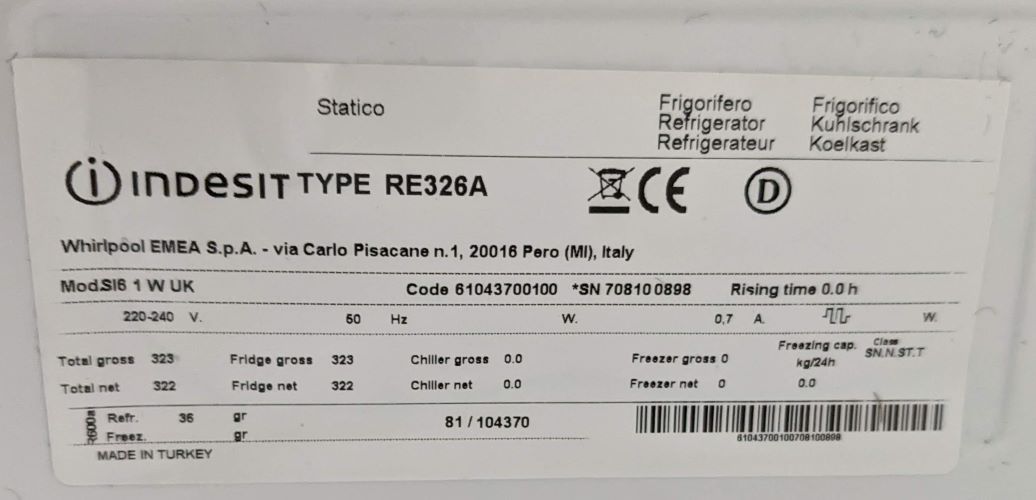 Statico
Frigorifero Frigorifico
Refrigerator Kuhlschrank
Refrigerateur Koelkast
INDESIT TYPE RE326A CE D
Whirlpool EMEA S.p.A. - via Carlo Pisacane n.1, 20016 Pero (MI), Italy
Mod.SI6 1 W UK Code 61043700100 *SN 708100898 Rising time 0.0 h
220-240 V. 50 Hz W. 0,7 A. W.
Total gross 323 Fridge gross 323 Chiller gross 0.0 Freezer gross 0 Freezing cap. kg/24h Class SN.N.ST.T
Total net 322 Fridge net 322 Chiller net 0.0 Freezer net 0 0.0
R600a Refr. 36 gr 81 / 104370
Freez. gr 61043700100708100898
MADE IN TURKEY